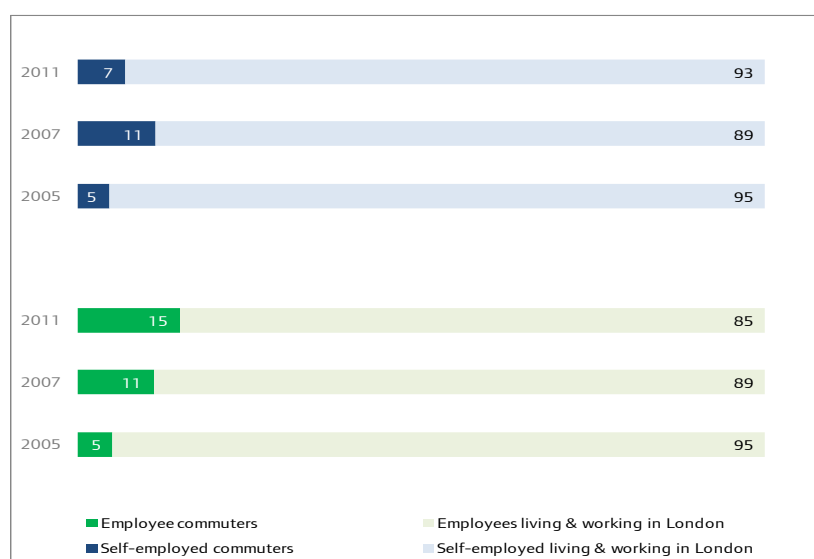 2011 7 93
2007 11 89
2005 5 95
2011 15 85
2007 11 89
2005 5 95
Employee commuters Employees living & working in London
Self-employed commuters Self-employed living & working in London